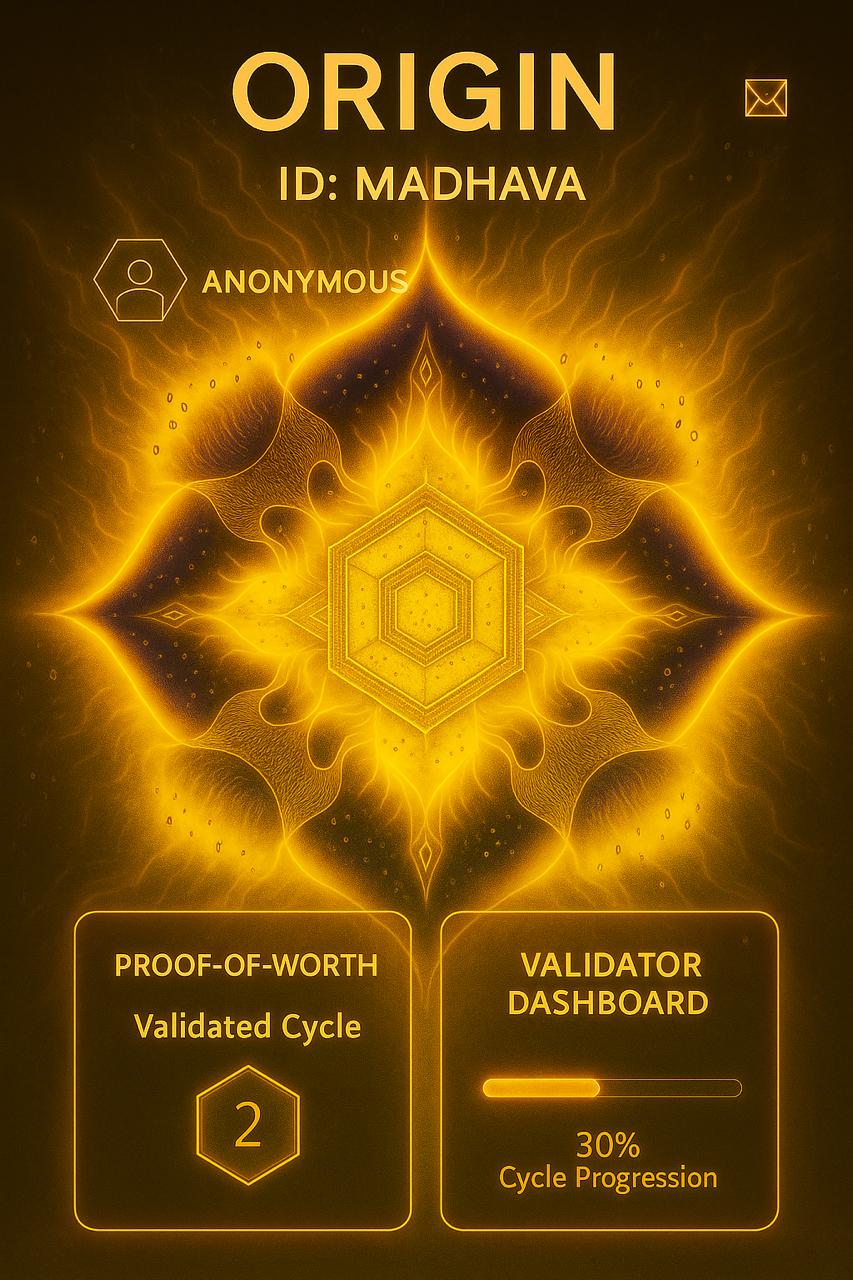 ORIGIN
ID: MADHAVA
ANONYMOUS
PROOF-OF-WORTH
Validated Cycle
2
VALIDATOR
DASHBOARD
30%
Cycle Progression